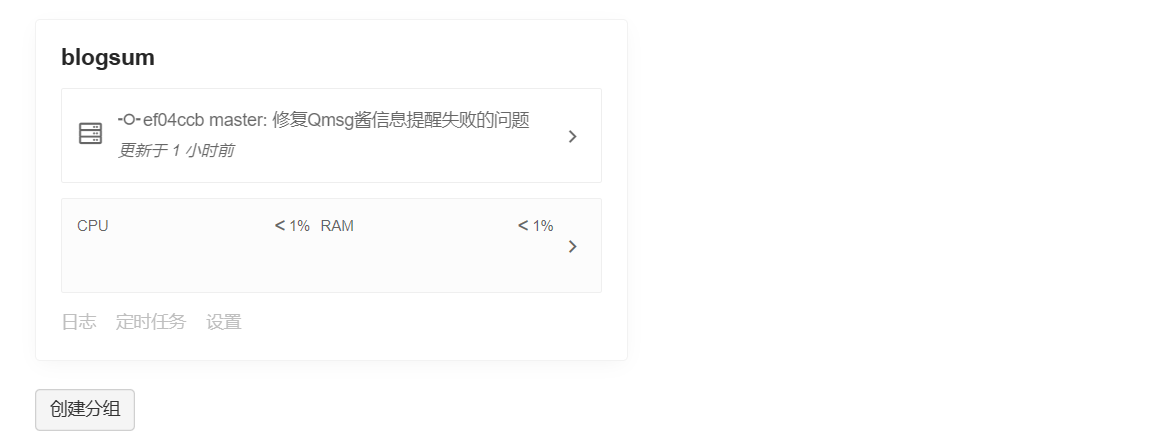 blogsum
ef04ccb master: 修复Qmsg酱信息提醒失败的问题
更新于 1 小时前
CPU < 1% RAM < 1%
日志 定时任务 设置
创建分组